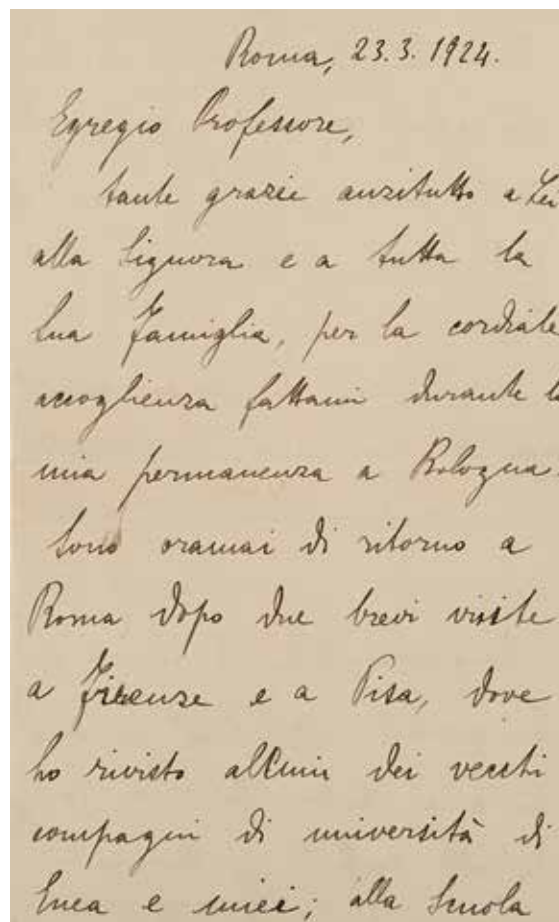 Roma, 23.3.1924.
Egregio Professore,
tante grazie anzitutto a Lei
alla Signora e a tutta la
Sua famiglia, per la cordiale
accoglienza fattami durante la
mia permanenza a Bologna.
Sono oramai di ritorno a
Roma dopo due brevi visite
a Firenze e a Pisa, dove
ho rivisto alcuni dei vecchi
compagni di università di
Enea e miei; alla Scuola